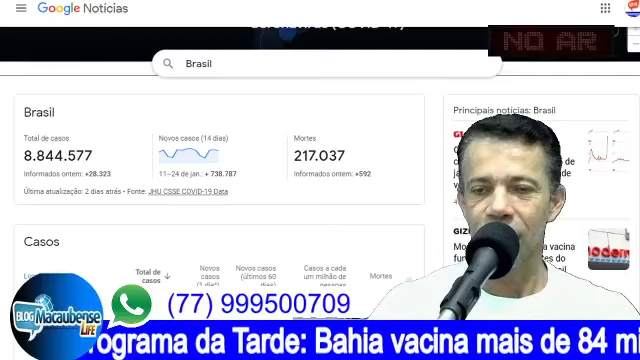 Google Notícias
NO AR
Brasil
Brasil
Total de casos
8.844.577
Informados ontem: +28.323
Novos casos (14 dias)
11–24 de jan.: + 738.787
Mortes
217.037
Informados ontem: +592
Última atualização: 2 dias atrás • Fonte: JHU CSSE COVID-19 Data
Principais notícias: Brasil
Casos
Total de casos
Novos casos (1 dia*)
Novos casos (últimos 60 dias)
Casos a cada um milhão de pessoas
Mortes
BLOG Macaubense LIFE
(77) 999500709
rograma da Tarde: Bahia vacina mais de 84 mi